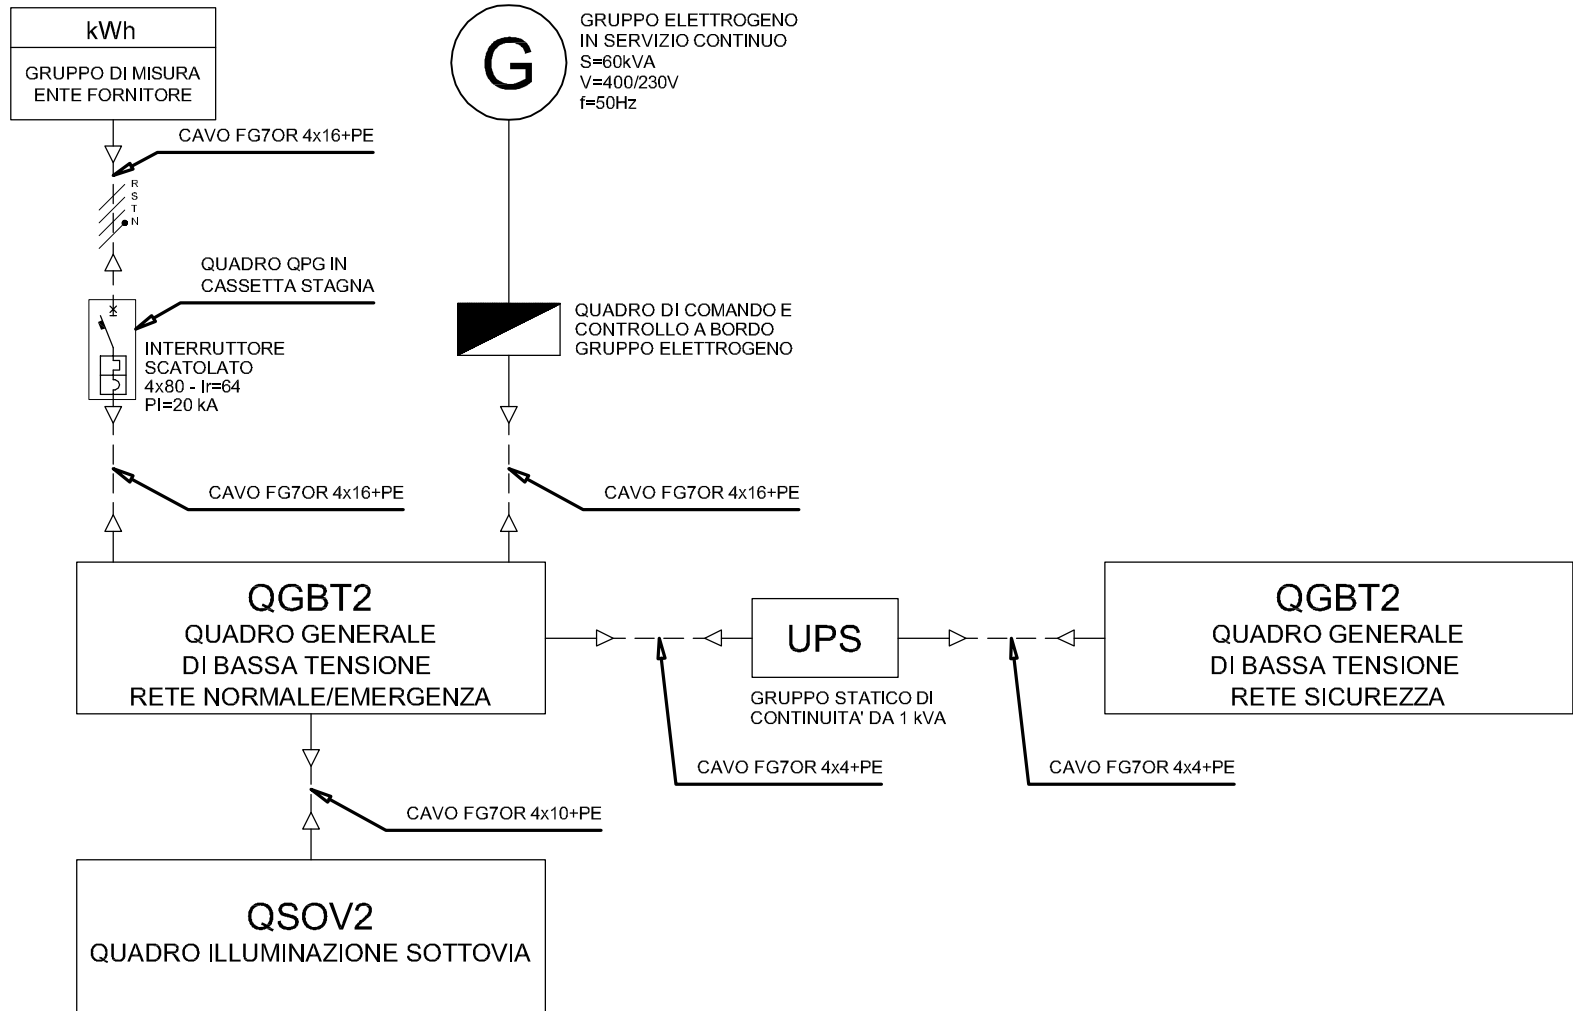 kWh
GRUPPO DI MISURA
ENTE FORNITORE
G
GRUPPO ELETTROGENO
IN SERVIZIO CONTINUO
S=60kVA
V=400/230V
f=50Hz
CAVO FG7OR 4x16+PE
R
S
T
N
QUADRO QPG IN
CASSETTA STAGNA
INTERRUTTORE
SCATOLATO
4x80 - Ir=64
PI=20 kA
QUADRO DI COMANDO E
CONTROLLO A BORDO
GRUPPO ELETTROGENO
CAVO FG7OR 4x16+PE
CAVO FG7OR 4x16+PE
QGBT2
QUADRO GENERALE
DI BASSA TENSIONE
RETE NORMALE/EMERGENZA
UPS
GRUPPO STATICO DI
CONTINUITA' DA 1 kVA
QGBT2
QUADRO GENERALE
DI BASSA TENSIONE
RETE SICUREZZA
CAVO FG7OR 4x4+PE
CAVO FG7OR 4x4+PE
CAVO FG7OR 4x10+PE
QSOV2
QUADRO ILLUMINAZIONE SOTTOVIA